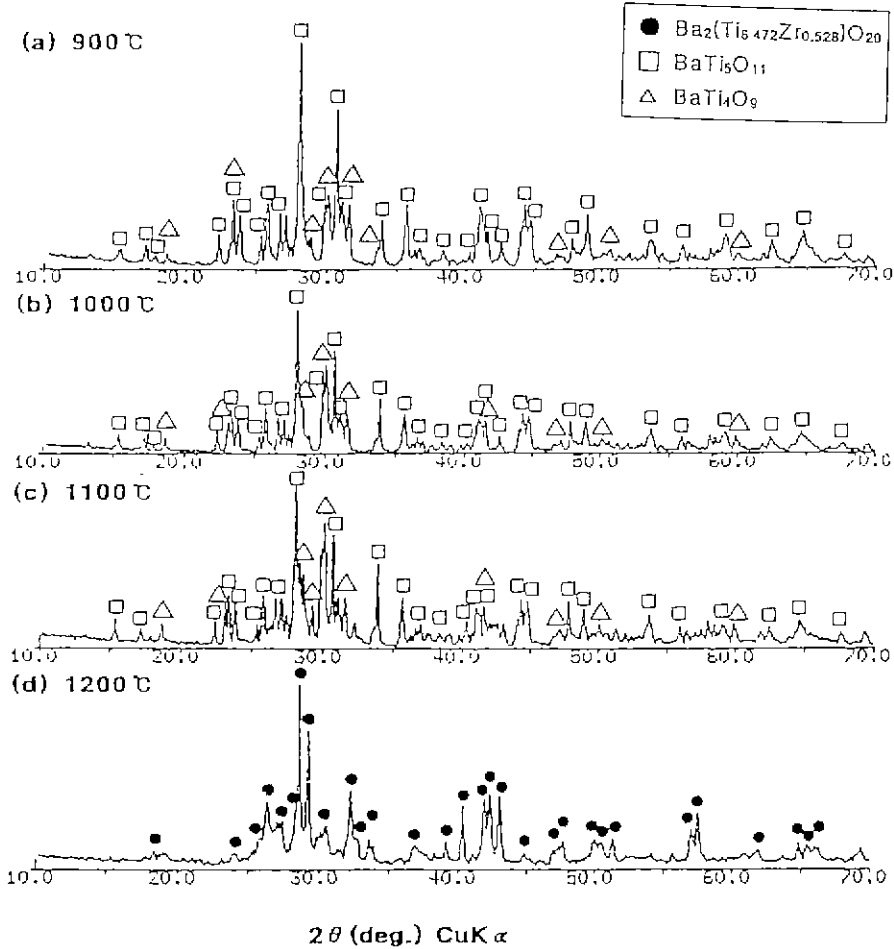 (a) 900℃
● Ba₂(Ti₈.₄₇₂Zr₀.₅₂₈)O₂₀
□ BaTi₅O₁₁
△ BaTi₄O₉
10.0 20.0 30.0 40.0 50.0 60.0 70.0
(b) 1000℃
10.0 20.0 30.0 40.0 50.0 60.0 70.0
(c) 1100℃
10.0 20.0 30.0 40.0 50.0 60.0 70.0
(d) 1200℃
10.0 20.0 30.0 40.0 50.0 60.0 70.0
2θ (deg.) CuK α